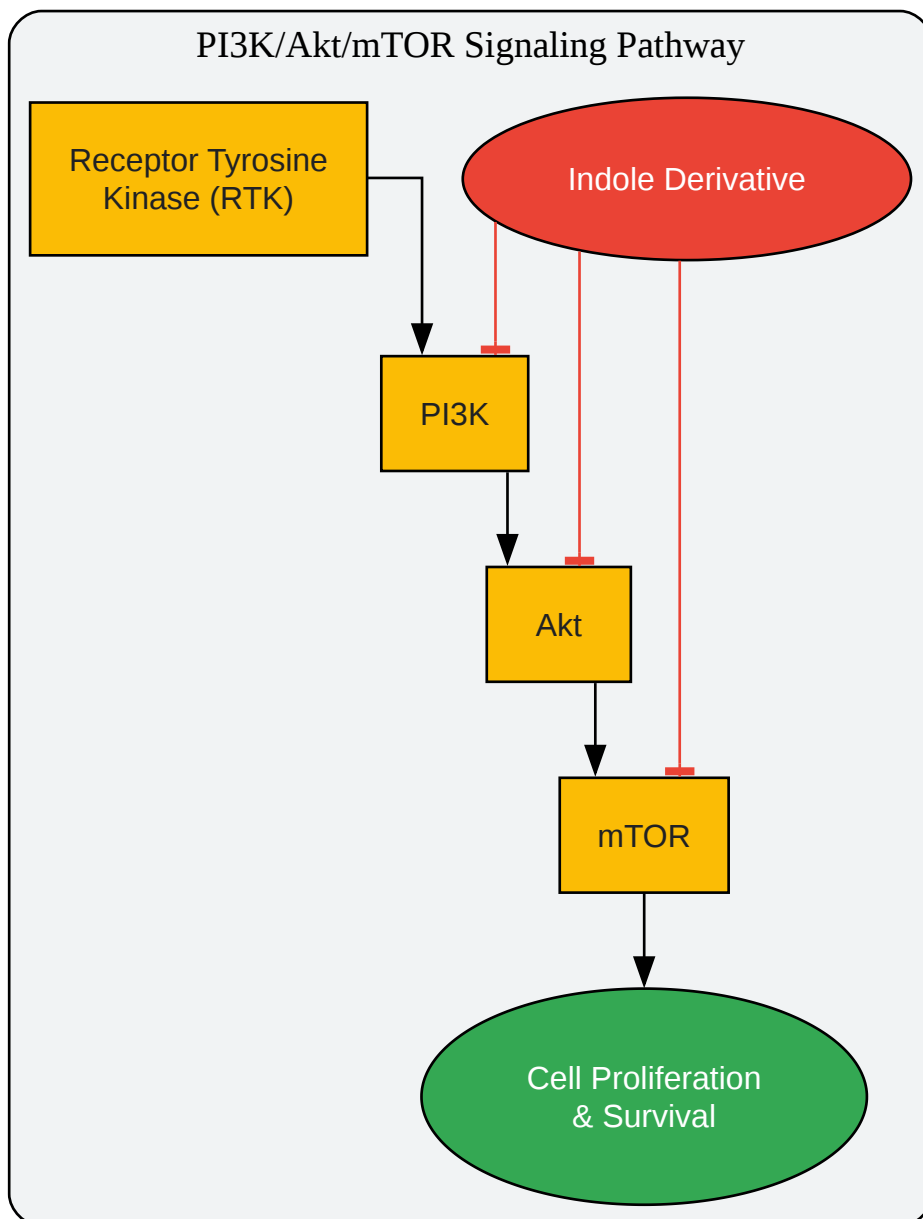 PI3K/Akt/mTOR Signaling Pathway
Receptor Tyrosine
Kinase (RTK)
Indole Derivative
PI3K
Akt
mTOR
Cell Proliferation
& Survival